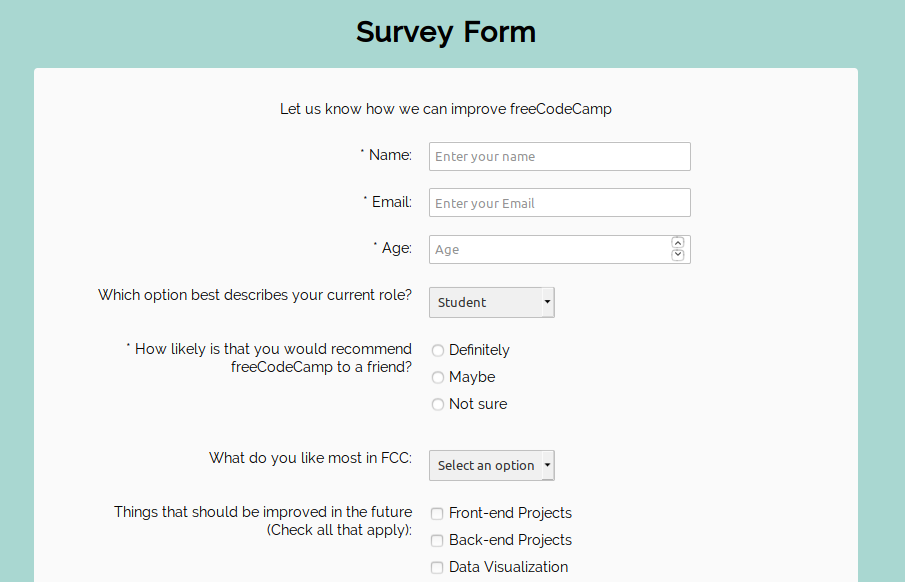 Survey Form
Let us know how we can improve freeCodeCamp
* Name: Enter your name
* Email: Enter your Email
* Age: Age
Which option best describes your current role? Student
* How likely is that you would recommend
freeCodeCamp to a friend?
Definitely
Maybe
Not sure
What do you like most in FCC: Select an option
Things that should be improved in the future
(Check all that apply):
Front-end Projects
Back-end Projects
Data Visualization